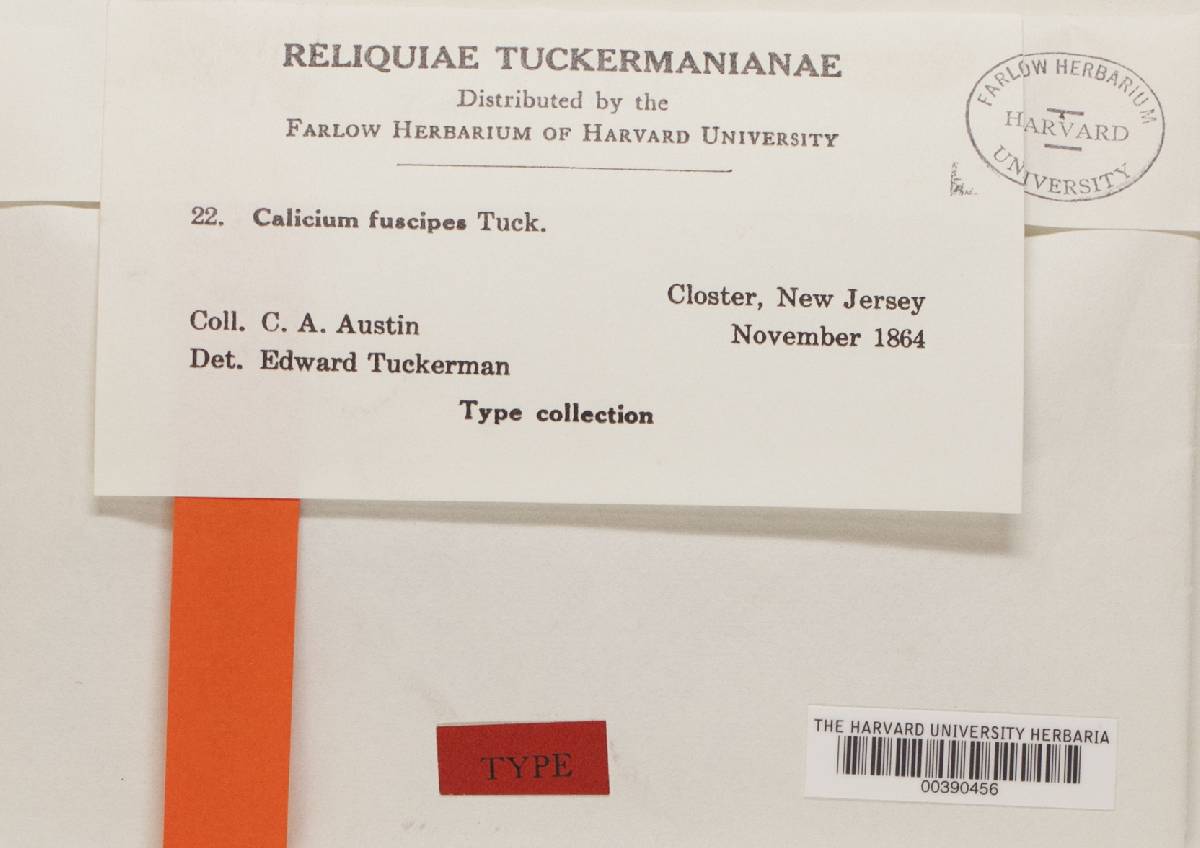 RELIQUIAE TUCKERMANIANAE
Distributed by the
FARLOW HERBARIUM OF HARVARD UNIVERSITY
FARLOW HERBARIUM
HARVARD
UNIVERSITY
22. Calicium fuscipes Tuck.
Closter, New Jersey
November 1864
Coll. C. A. Austin
Det. Edward Tuckerman
Type collection
TYPE
THE HARVARD UNIVERSITY HERBARIA
00390456